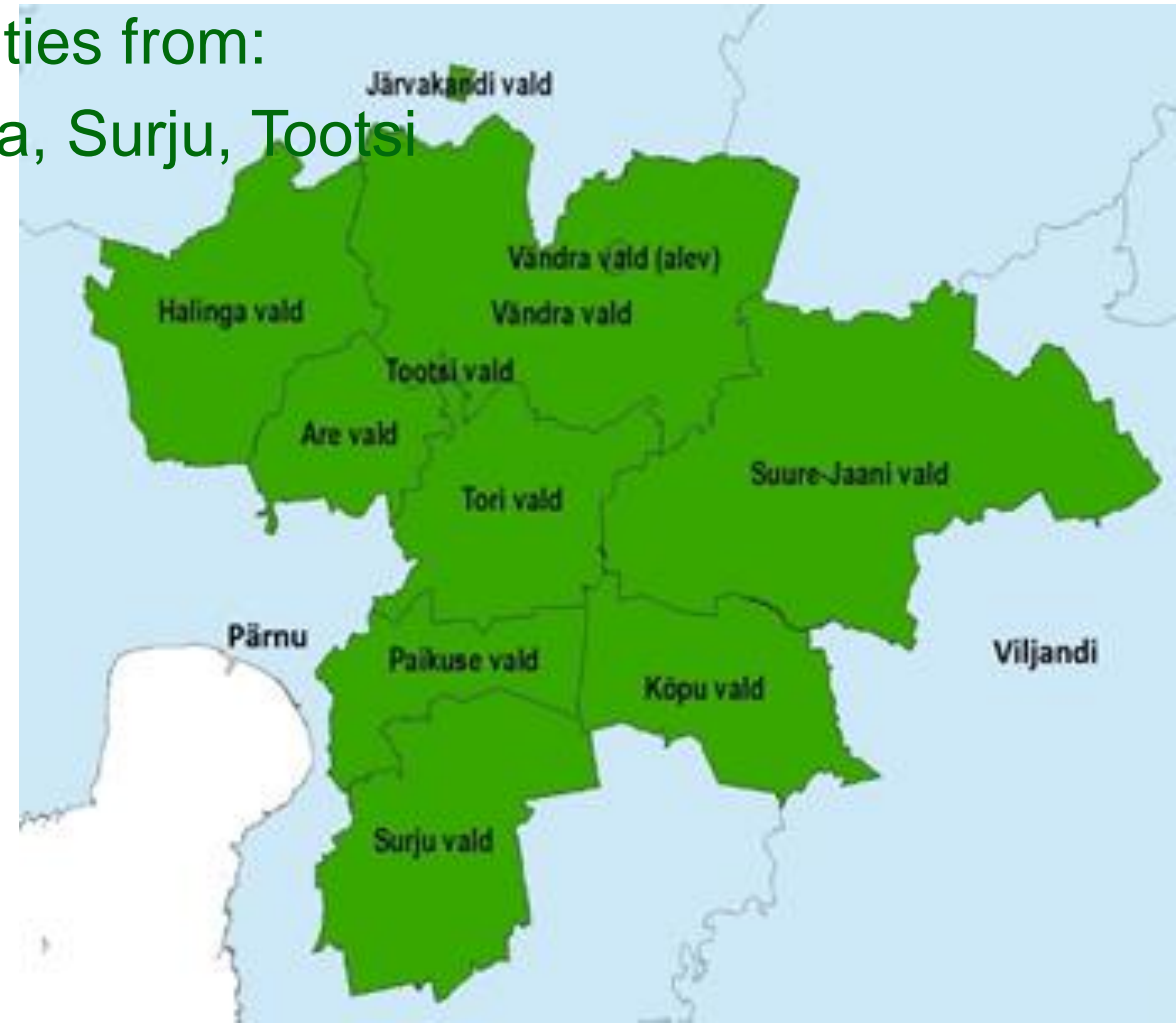 ties from:
Järvakandi vald
a, Surju, Tootsi
Vändra vald (alev)
Halinga vald
Vändra vald
Tootsi vald
Are vald
Suure-Jaani vald
Tori vald
Pärnu
Paikuse vald
Viljandi
Kõpu vald
Surju vald